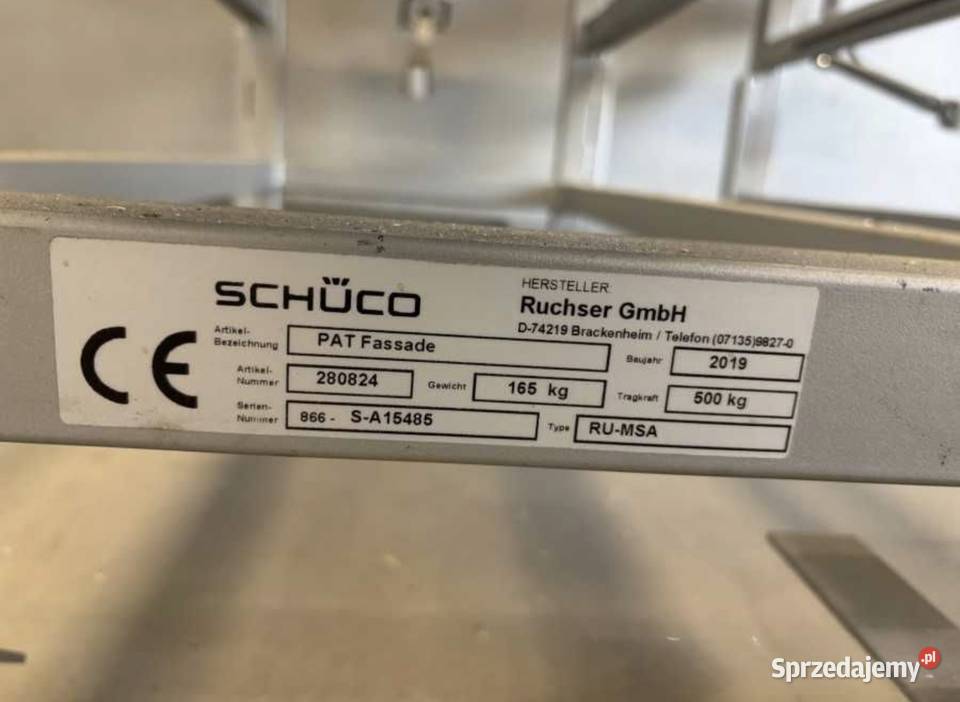 SCHÜCO
HERSTELLER:
Ruchser GmbH
D-74219 Brackenheim / Telefon (07135)9827-0
CE
Artikel-
Bezeichnung
PAT Fassade
Baujahr
2019
Artikel-
Nummer
280824
Gewicht
165 kg
Tragkraft
500 kg
Serien-
Nummer
866 - S-A15485
Type
RU-MSA
Sprzedajemy.pl